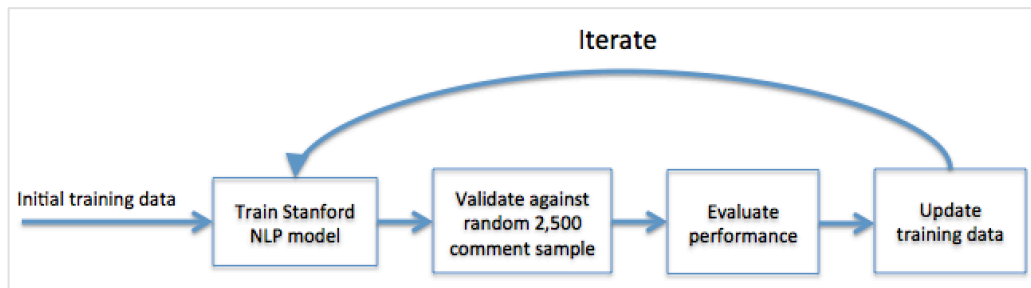 Iterate
Initial training data
Train Stanford
NLP model
Validate against
random 2,500
comment sample
Evaluate
performance
Update
training data